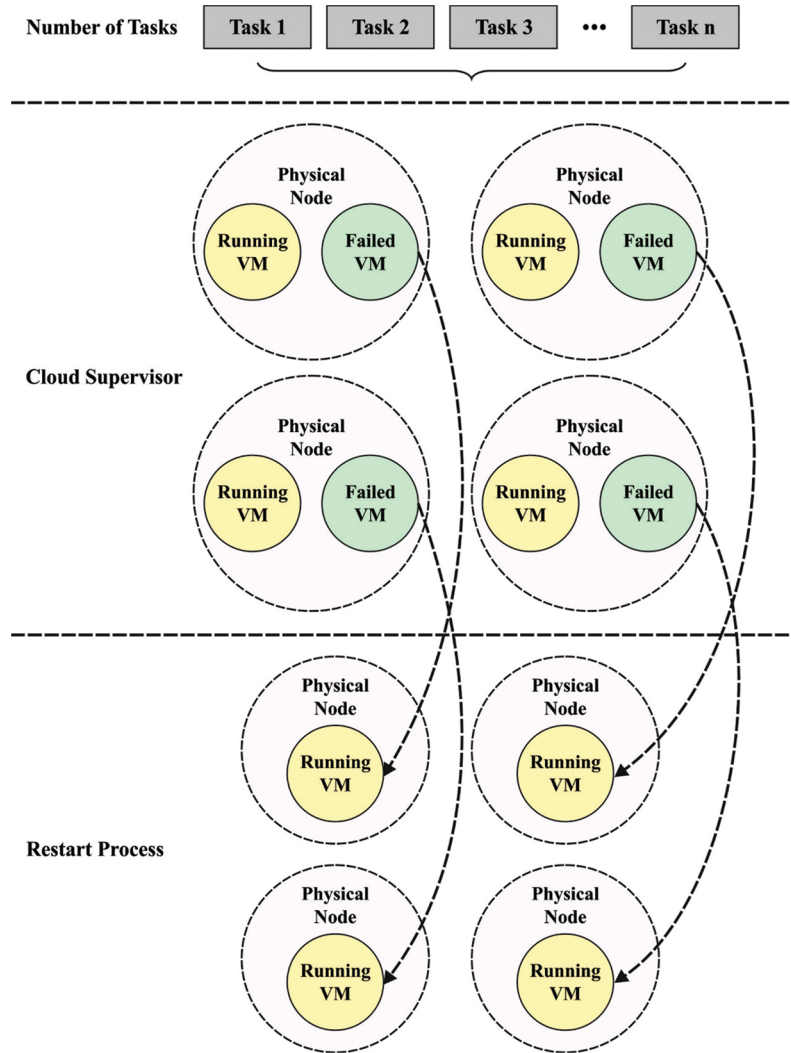 Number of Tasks
Task 1
Task 2
Task 3
•••
Task n
Physical
Node
Running
VM
Failed
VM
Physical
Node
Running
VM
Failed
VM
Cloud Supervisor
Physical
Node
Running
VM
Failed
VM
Physical
Node
Running
VM
Failed
VM
Physical
Node
Running
VM
Physical
Node
Running
VM
Restart Process
Physical
Node
Running
VM
Physical
Node
Running
VM